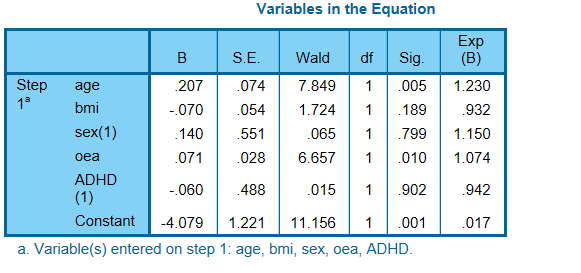 Variables in the Equation
B S.E. Wald df Sig. Exp (B)
Step 1a age .207 .074 7.849 1 .005 1.230
bmi -.070 .054 1.724 1 .189 .932
sex(1) .140 .551 .065 1 .799 1.150
oea .071 .028 6.657 1 .010 1.074
ADHD (1) -.060 .488 .015 1 .902 .942
Constant -4.079 1.221 11.156 1 .001 .017
a. Variable(s) entered on step 1: age, bmi, sex, oea, ADHD.